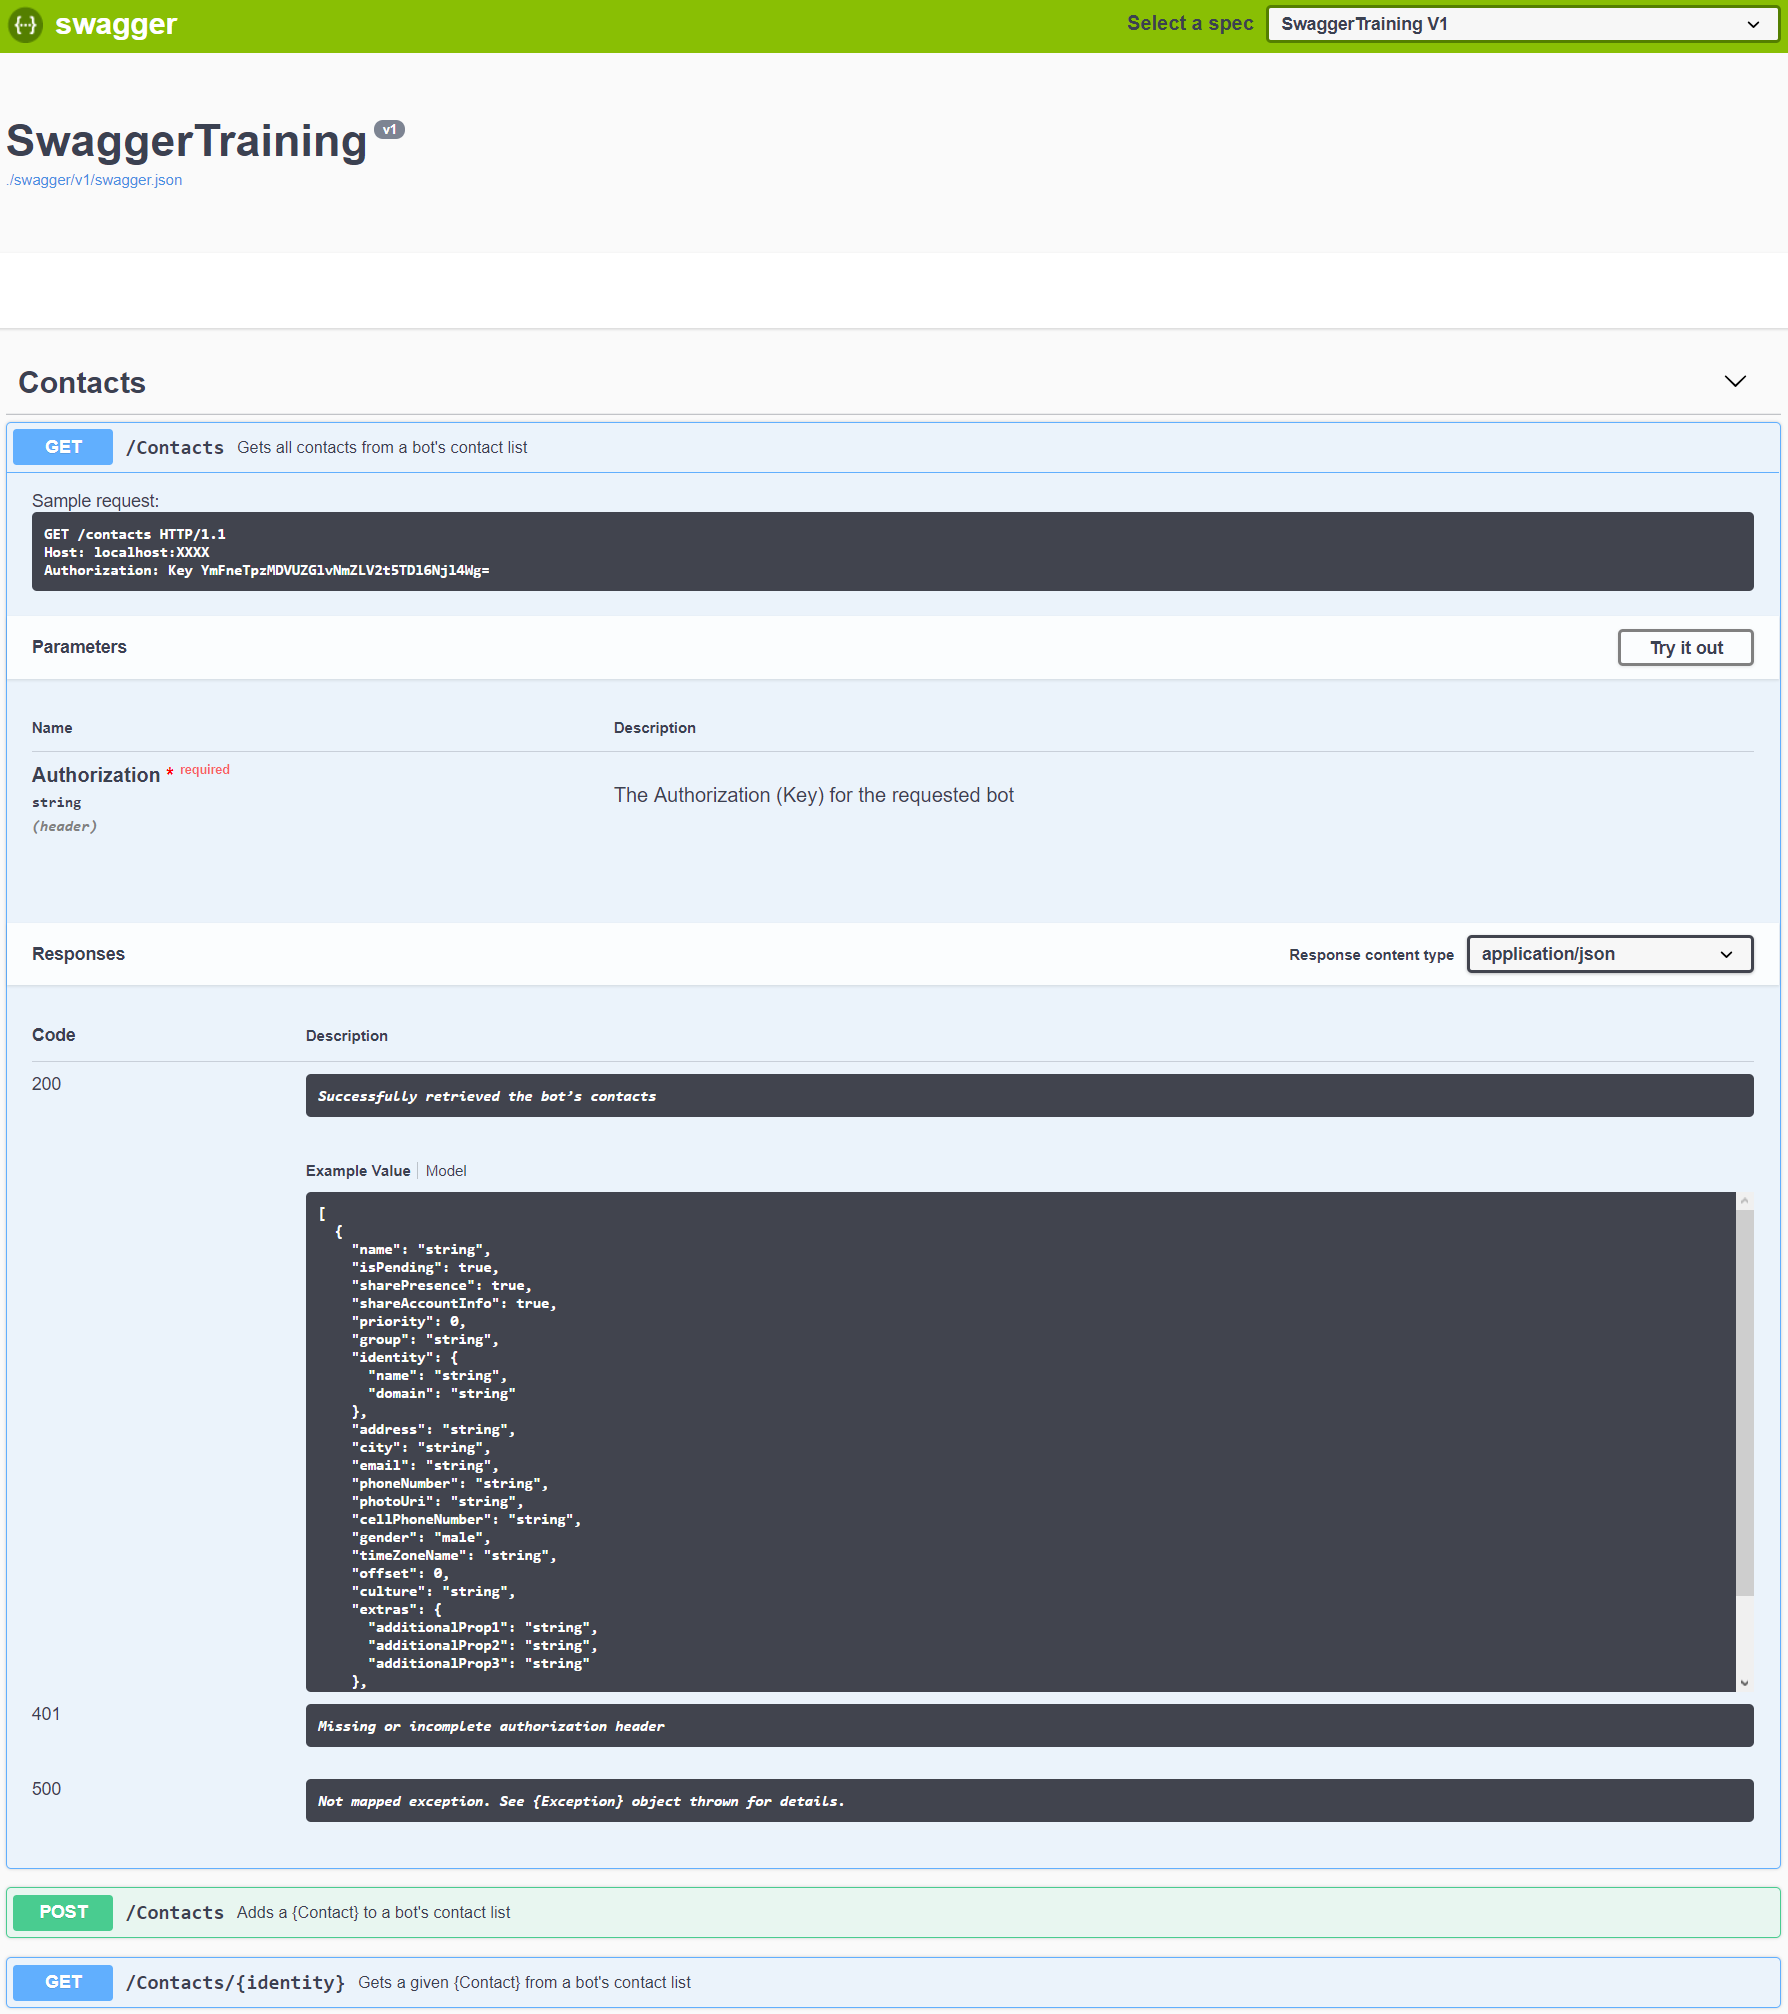 swagger
Select a spec
SwaggerTraining V1
SwaggerTraining v1
./swagger/v1/swagger.json
Contacts
GET /Contacts Gets all contacts from a bot's contact list
Sample request:
GET /contacts HTTP/1.1
Host: localhost:XXXX
Authorization: Key YmFneTpzMDVUZGlvNmZLV2t5TDl6Njl4Wg=
Parameters
Try it out
Name Description
Authorization * required
string
(header)
The Authorization (Key) for the requested bot
Responses
Response content type application/json
Code Description
200
Successfully retrieved the bot’s contacts
Example Value Model
[
{
"name": "string",
"isPending": true,
"sharePresence": true,
"shareAccountInfo": true,
"priority": 0,
"group": "string",
"identity": {
"name": "string",
"domain": "string"
},
"address": "string",
"city": "string",
"email": "string",
"phoneNumber": "string",
"photoUri": "string",
"cellPhoneNumber": "string",
"gender": "male",
"timeZoneName": "string",
"offset": 0,
"culture": "string",
"extras": {
"additionalProp1": "string",
"additionalProp2": "string",
"additionalProp3": "string"
},
401
Missing or incomplete authorization header
500
Not mapped exception. See {Exception} object thrown for details.
POST /Contacts Adds a {Contact} to a bot's contact list
GET /Contacts/{identity} Gets a given {Contact} from a bot's contact list